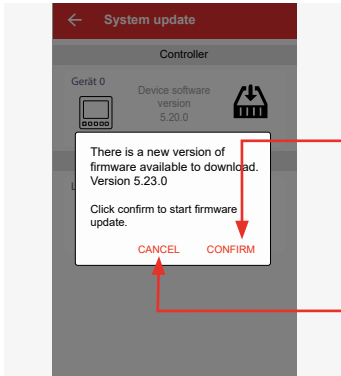 System update
Controller
Gerät 0
Device software
version
5.20.0
There is a new version of
firmware available to download.
Version 5.23.0
Click confirm to start firmware
update.
CANCEL CONFIRM